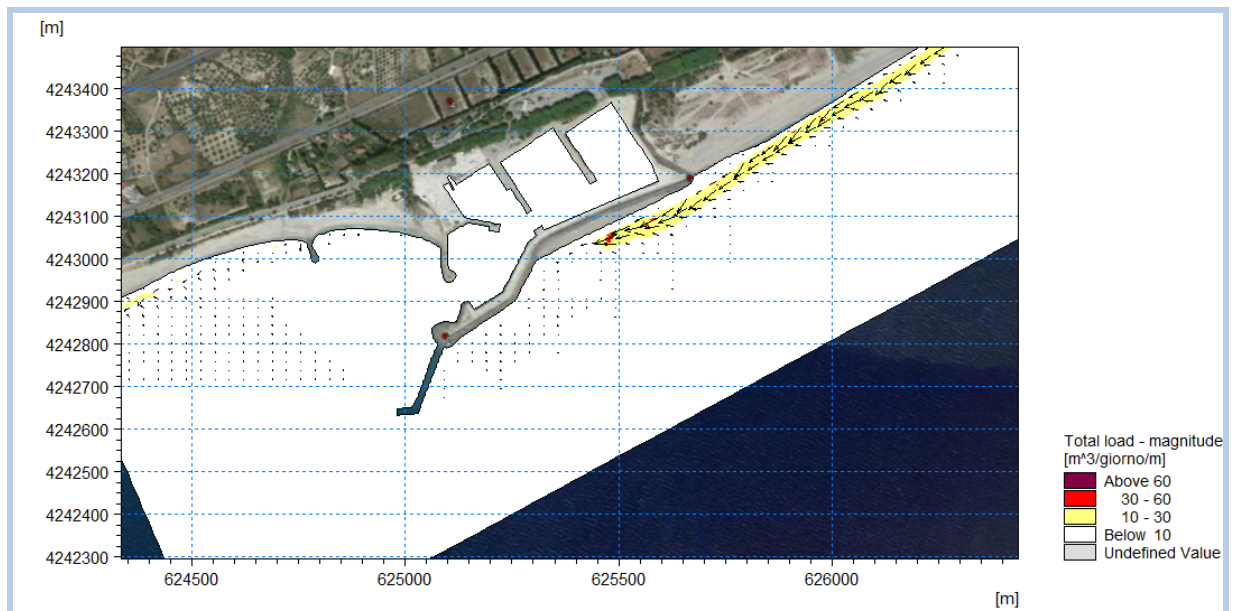 [m]
4243400
4243300
4243200
4243100
4243000
4242900
4242800
4242700
4242600
4242500
4242400
4242300
624500 625000 625500 626000
[m]
Total load - magnitude
[m^3/giorno/m]
Above 60
30 - 60
10 - 30
Below 10
Undefined Value